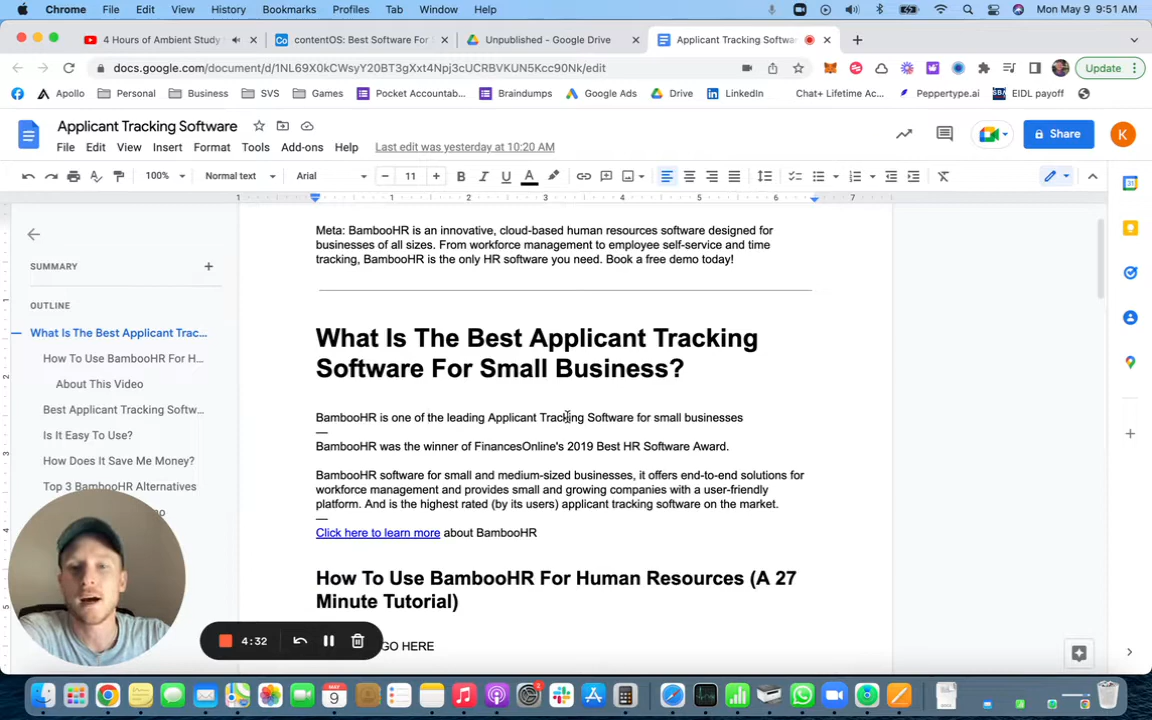 Chrome File Edit View History Bookmarks Profiles Tab Window Help Mon May 9 9:51 AM
4 Hours of Ambient Study contentOS: Best Software For Unpublished - Google Drive Applicant Tracking Softwa
docs.google.com/document/d/1NL69X0kCWsyY20BT3gXxt4Npj3cUCRBVKUN5Kcc90Nk/edit Update
Apollo Personal Business SVS Games Pocket Accounta... Braindumps Google Ads Drive LinkedIn Chat+ Lifetime Ac... Peppertype.ai EIDL payoff
Applicant Tracking Software Share K
File Edit View Insert Format Tools Add-ons Help Last edit was yesterday at 10:20 AM
100% Normal text Arial 11
1 1 2 3 4 5 6 7
SUMMARY
OUTLINE
What Is The Best Applicant Trac...
How To Use BambooHR For H...
About This Video
Best Applicant Tracking Softw...
Is It Easy To Use?
How Does It Save Me Money?
Top 3 BambooHR Alternatives
Meta: BambooHR is an innovative, cloud-based human resources software designed for
businesses of all sizes. From workforce management to employee self-service and time
tracking, BambooHR is the only HR software you need. Book a free demo today!
What Is The Best Applicant Tracking
Software For Small Business?
BambooHR is one of the leading Applicant Tracking Software for small businesses
—
BambooHR was the winner of FinancesOnline's 2019 Best HR Software Award.
BambooHR software for small and medium-sized businesses, it offers end-to-end solutions for
workforce management and provides small and growing companies with a user-friendly
platform. And is the highest rated (by its users) applicant tracking software on the market.
—
Click here to learn more about BambooHR
How To Use BambooHR For Human Resources (A 27
Minute Tutorial)
GO HERE
4:32